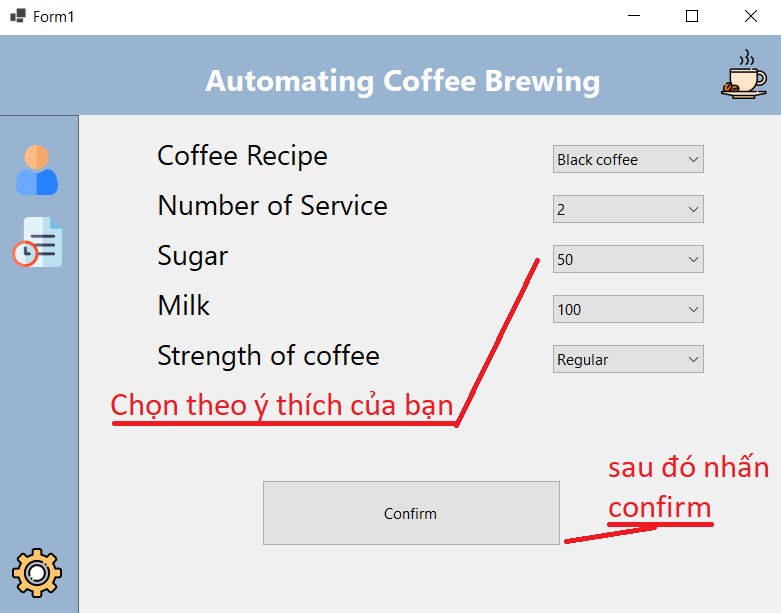 Form1
Automating Coffee Brewing
Coffee Recipe Black coffee
Number of Service 2
Sugar 50
Milk 100
Strength of coffee Regular
Chọn theo ý thích của bạn
sau đó nhấn
confirm
Confirm